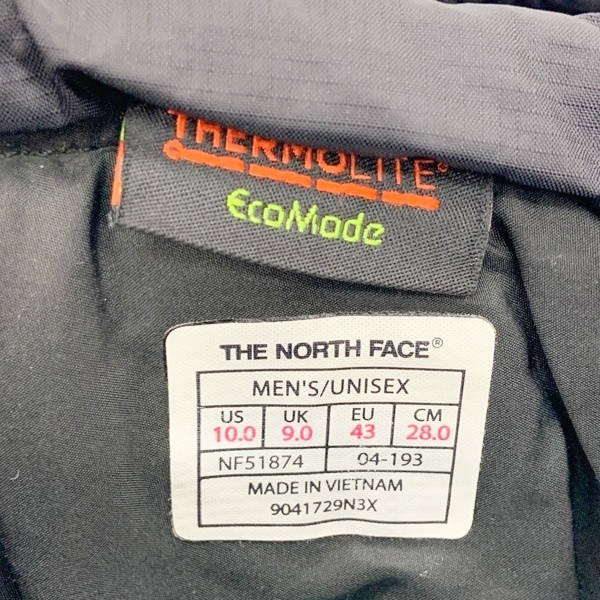 THERMOLITE®
EcoMade
THE NORTH FACE®
MEN'S/UNISEX
US UK EU CM
10.0 9.0 43 28.0
NF51874 04-193
MADE IN VIETNAM
9041729N3X